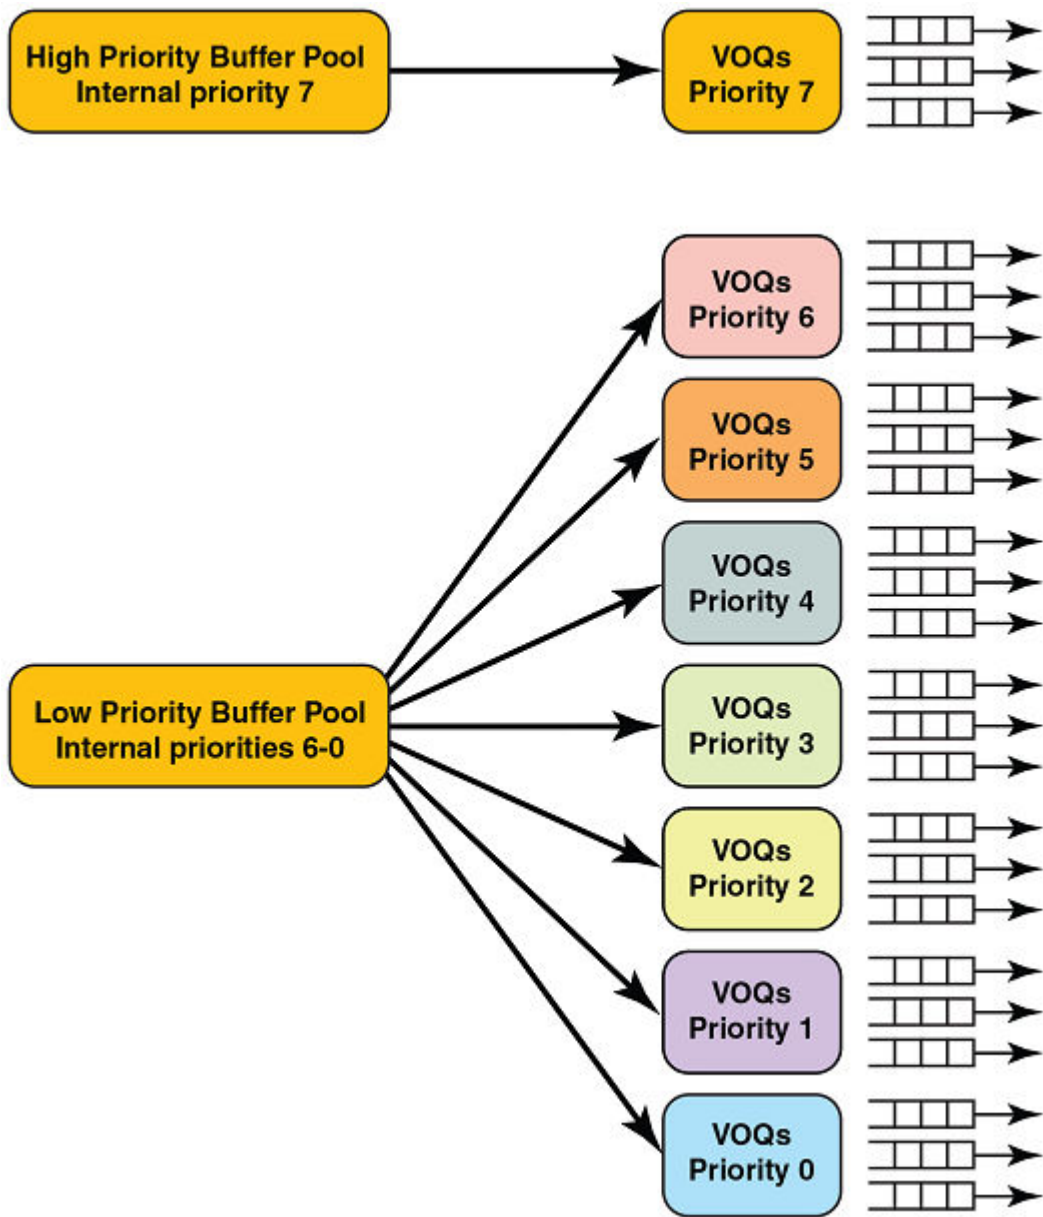 High Priority Buffer Pool
Internal priority 7
VOQs
Priority 7
VOQs
Priority 6
VOQs
Priority 5
VOQs
Priority 4
Low Priority Buffer Pool
Internal priorities 6-0
VOQs
Priority 3
VOQs
Priority 2
VOQs
Priority 1
VOQs
Priority 0